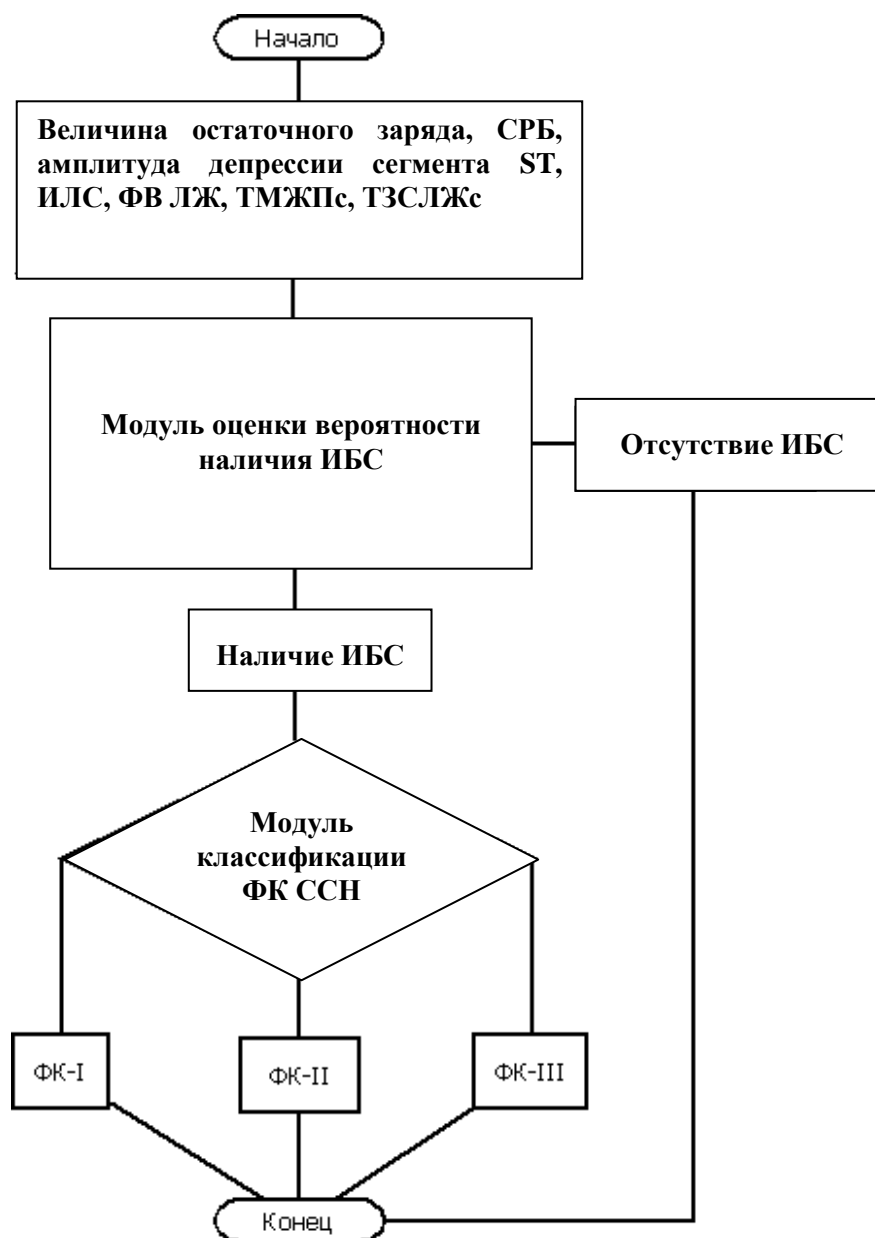 Начало
Величина остаточного заряда, СРБ,
амплитуда депрессии сегмента ST,
ИЛС, ФВ ЛЖ, ТМЖПс, ТЗСЛЖс
Модуль оценки вероятности
наличия ИБС
Отсутствие ИБС
Наличие ИБС
Модуль
классификации
ФК ССН
ФК-I
ФК-II
ФК-III
Конец